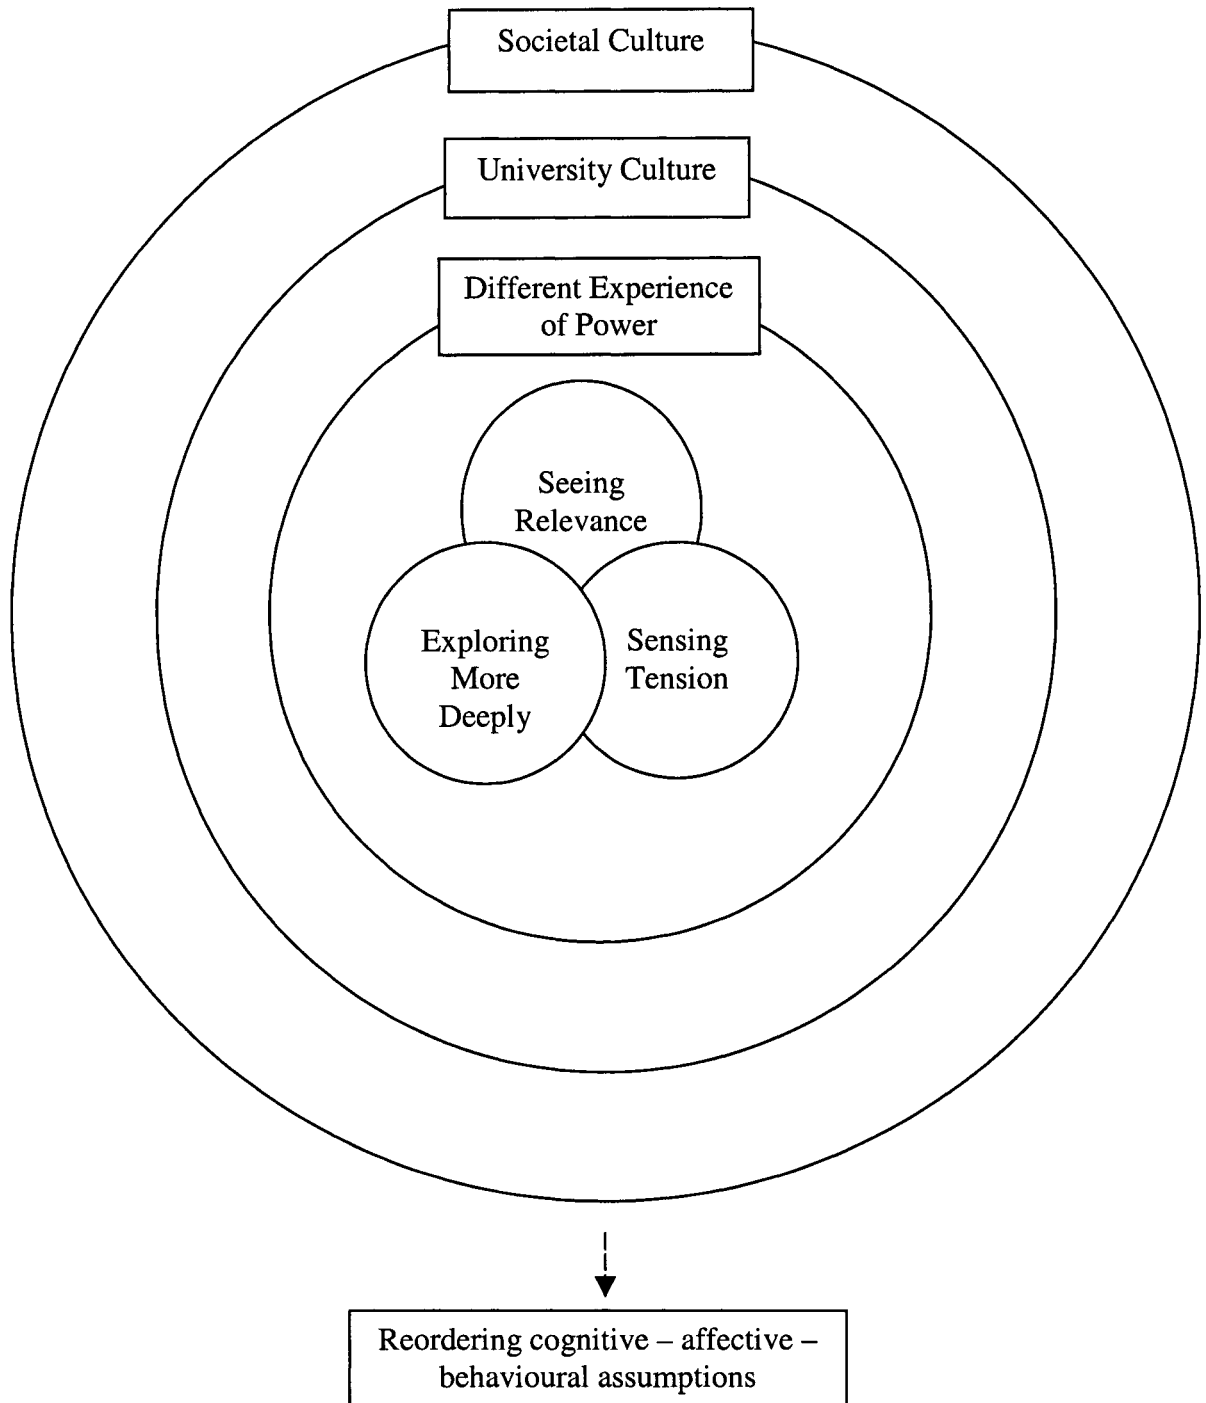 Societal Culture
University Culture
Different Experience
of Power
Seeing
Relevance
Exploring
More
Deeply
Sensing
Tension
Reordering cognitive – affective –
behavioural assumptions